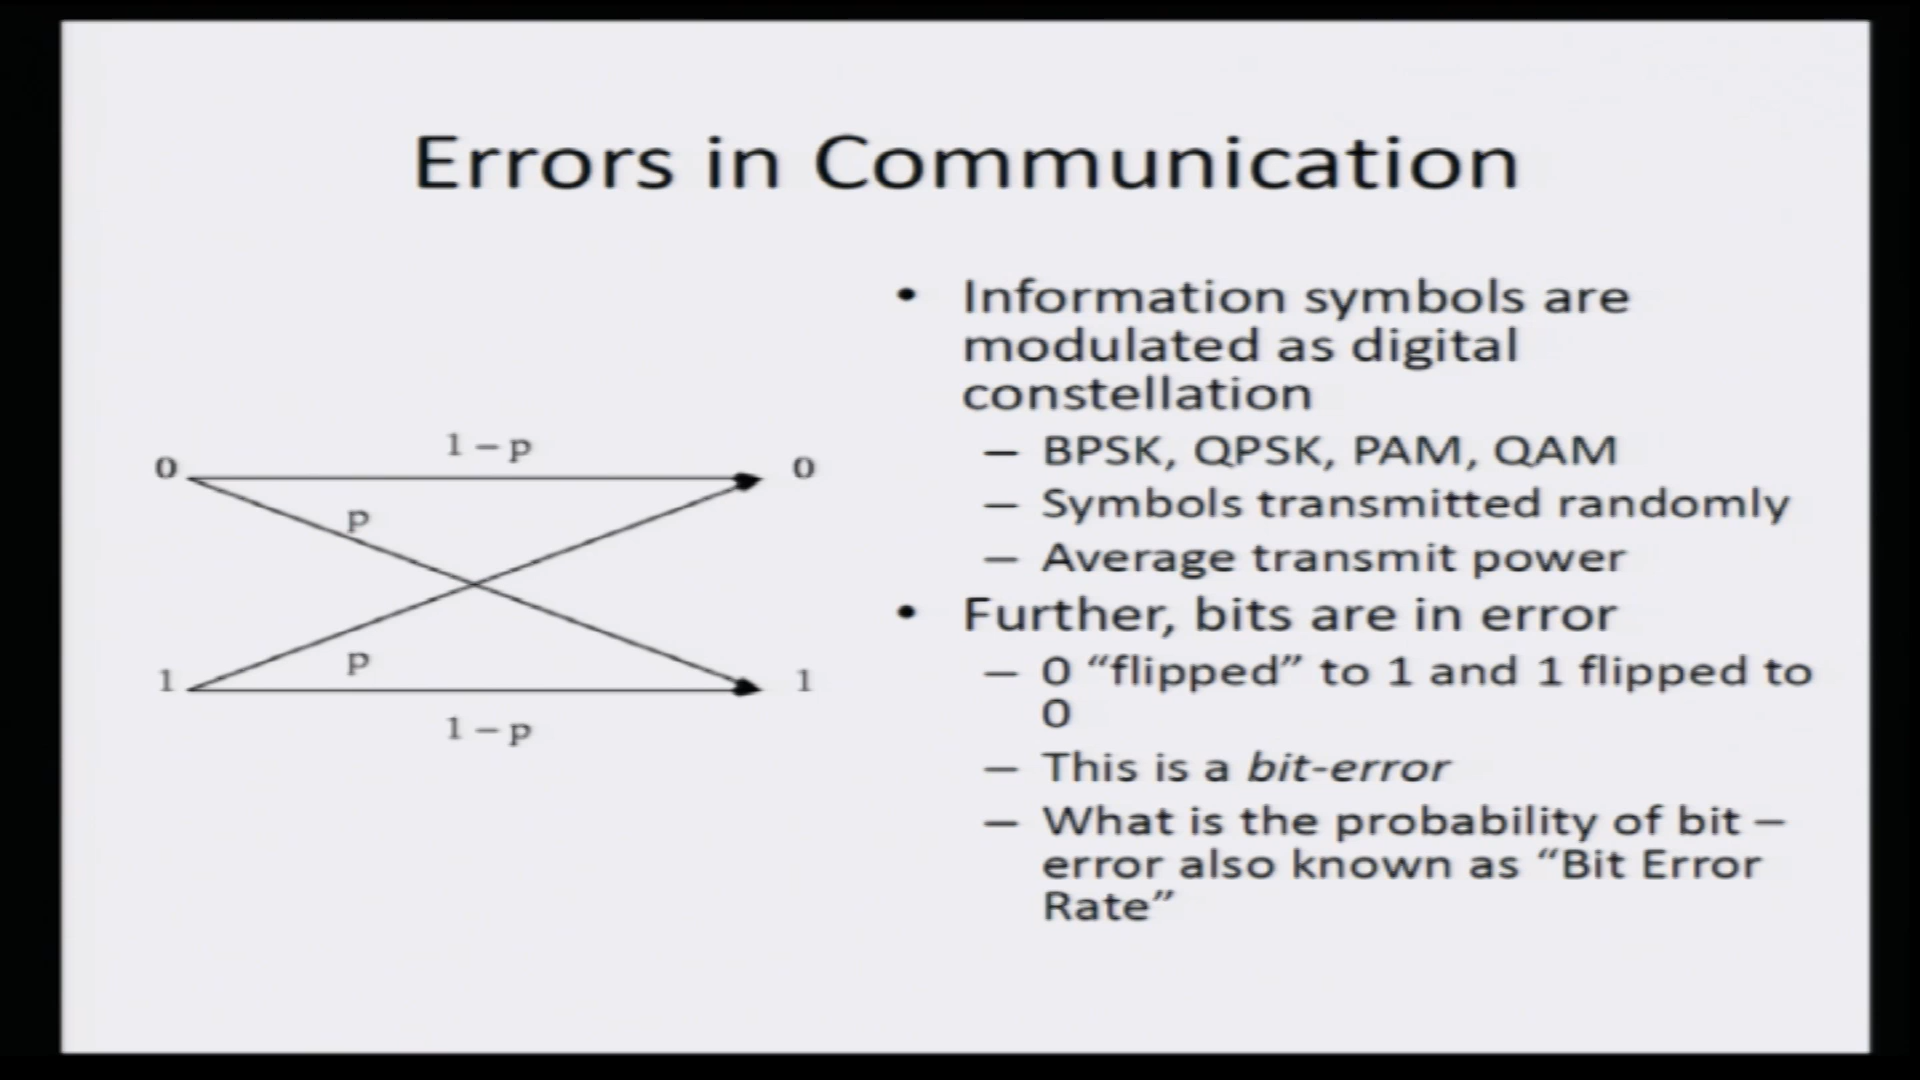 Errors in Communication
1 – p
0
0
p
p
1
1
1 – p
• Information symbols are
modulated as digital
constellation
– BPSK, QPSK, PAM, QAM
– Symbols transmitted randomly
– Average transmit power
• Further, bits are in error
– 0 “flipped” to 1 and 1 flipped to
0
– This is a bit-error
– What is the probability of bit –
error also known as “Bit Error
Rate”